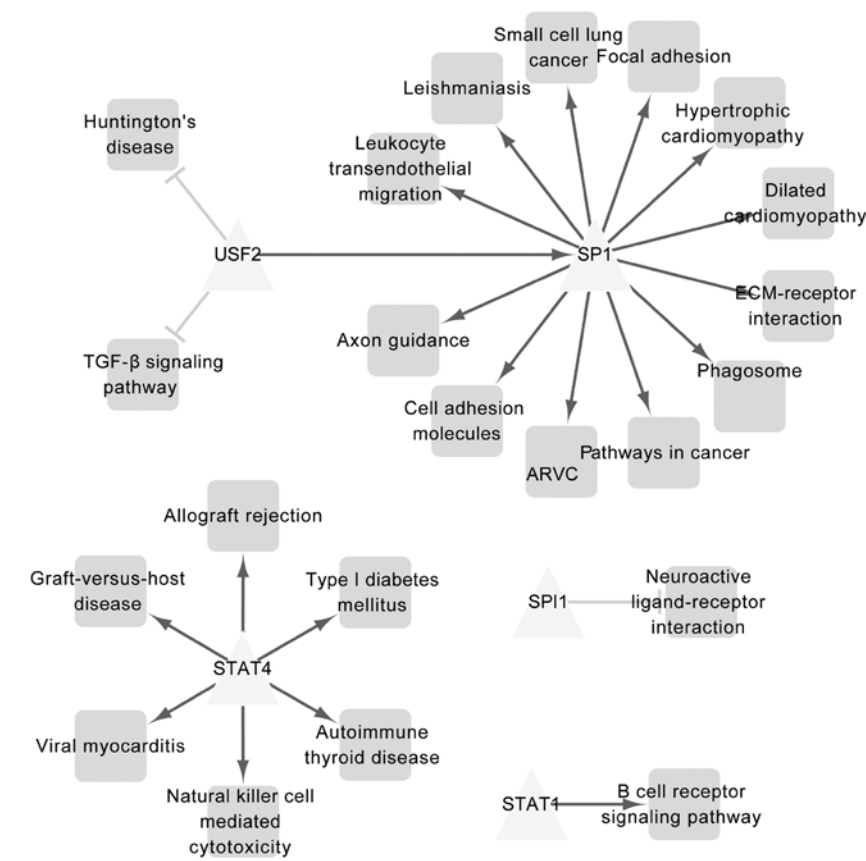 Small cell lung
cancer
Focal adhesion
Leishmaniasis
Hypertrophic
cardiomyopathy
Huntington's
disease
Leukocyte
transendothelial
migration
Dilated
cardiomyopathy
USF2
SP1
ECM-receptor
interaction
Axon guidance
TGF-β signaling
pathway
Phagosome
Cell adhesion
molecules
Pathways in cancer
ARVC
Allograft rejection
Graft-versus-host
disease
Type I diabetes
mellitus
STAT4
Viral myocarditis
Autoimmune
thyroid disease
Natural killer cell
mediated
cytotoxicity
SPI1
Neuroactive
ligand-receptor
interaction
STAT1
B cell receptor
signaling pathway